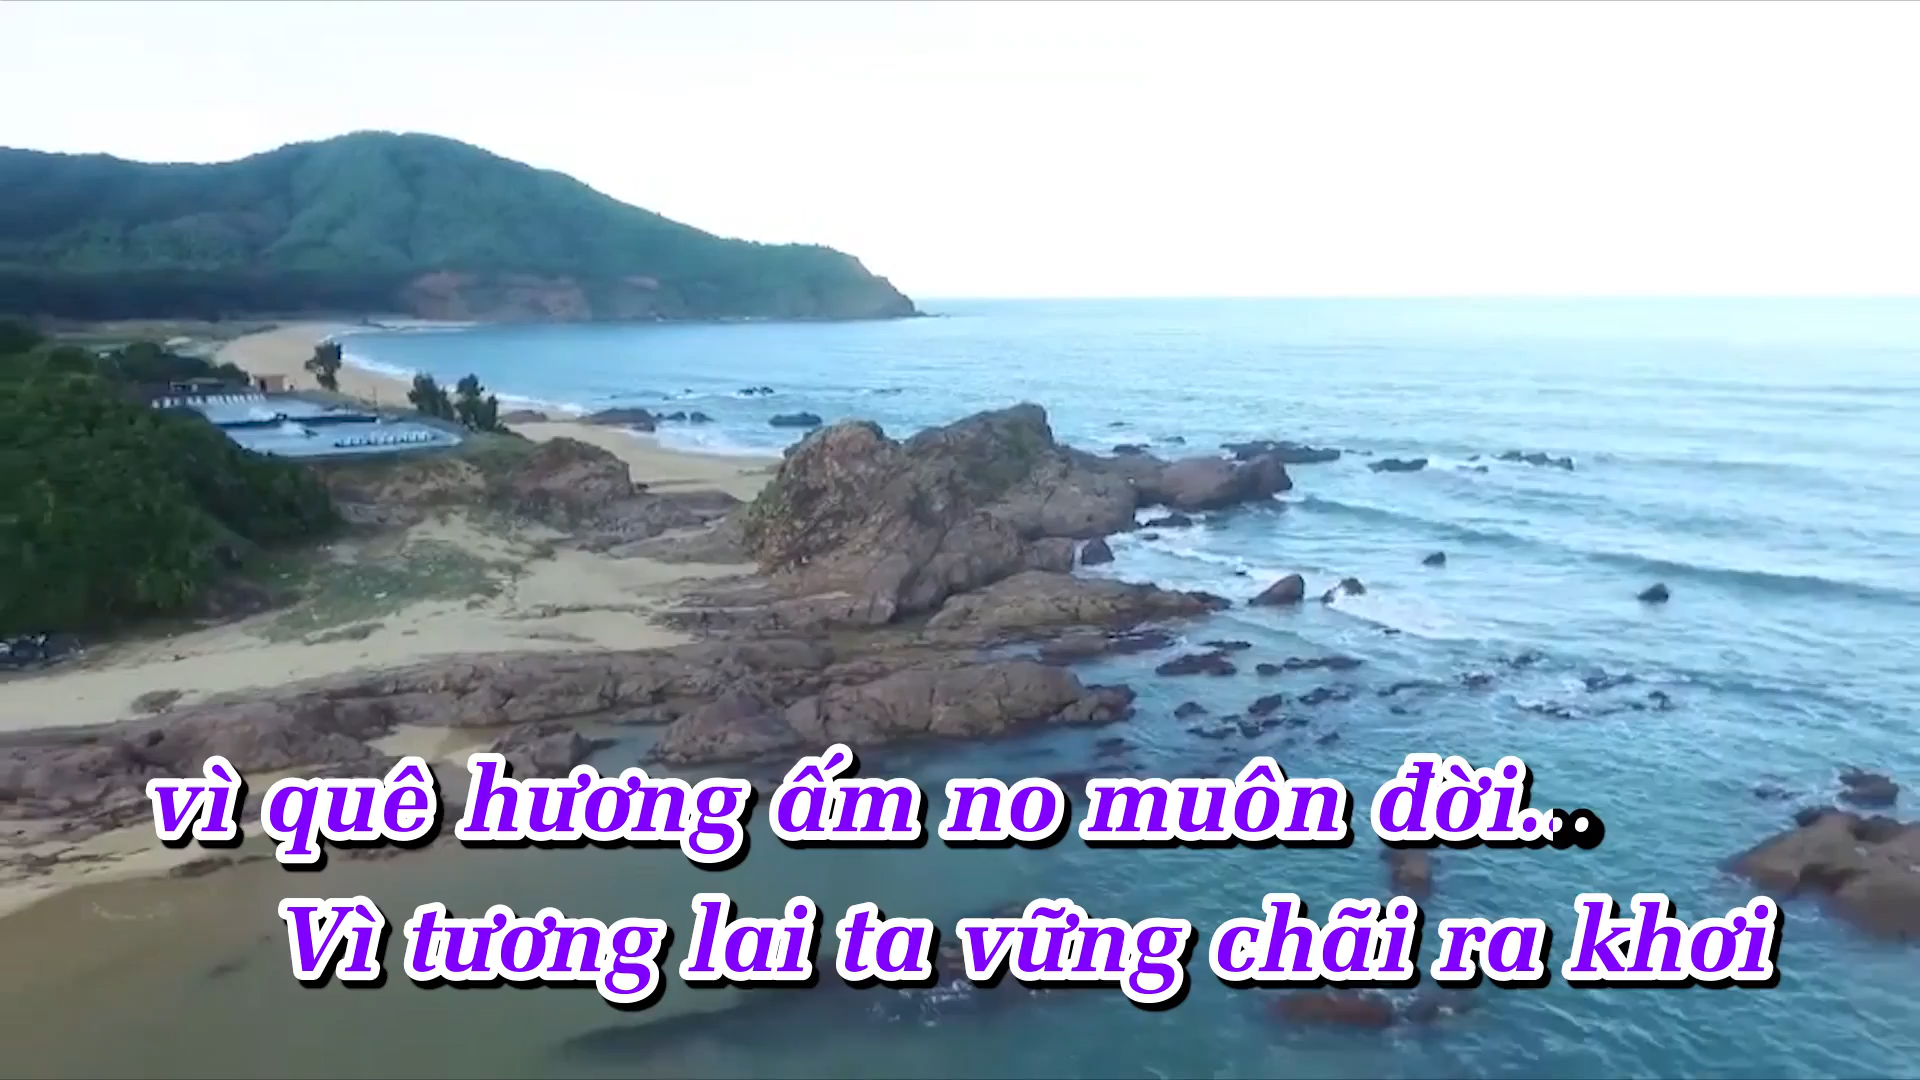 vì quê hương ấm no muôn đời...
Vì tương lai ta vững chãi ra khơi